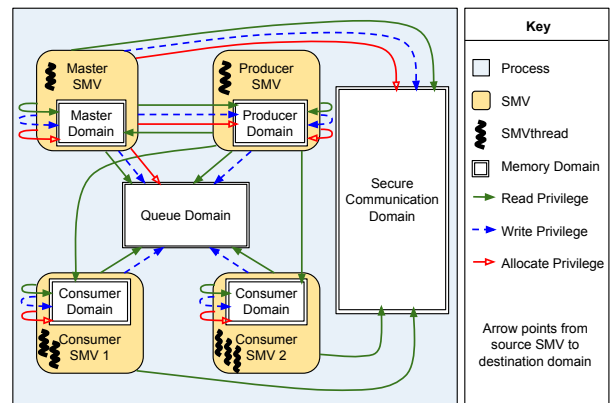 Master
SMV
Master
Domain
Producer
SMV
Producer
Domain
Queue Domain
Secure
Communication
Domain
Consumer
Domain
Consumer
SMV 1
Consumer
Domain
Consumer
SMV 2
Key
Process
SMV
SMVthread
Memory Domain
Read Privilege
Write Privilege
Allocate Privilege
Arrow points from
source SMV to
destination domain